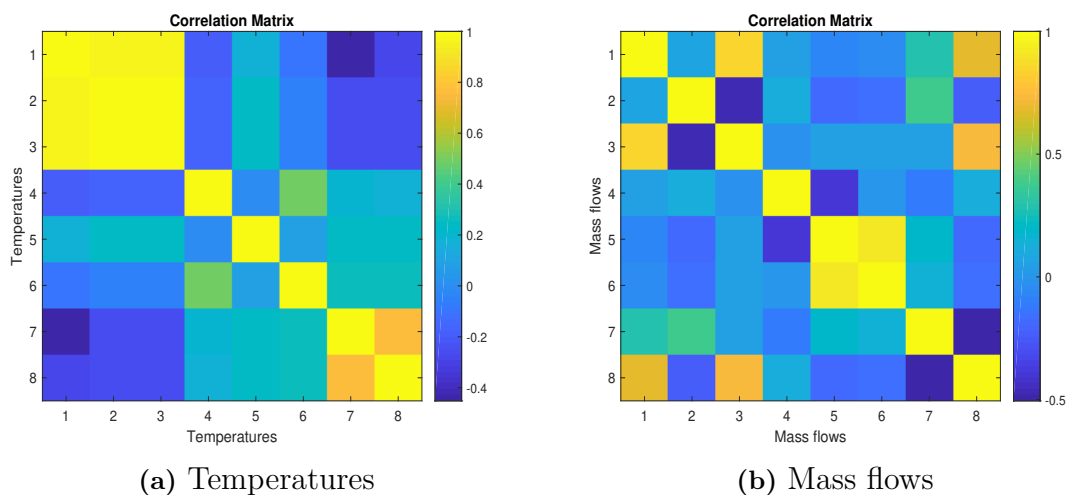 Correlation Matrix
1
2
3
4
5
6
7
8
Temperatures
1 2 3 4 5 6 7 8
Temperatures
1
0.8
0.6
0.4
0.2
0
-0.2
-0.4
(a) Temperatures
Correlation Matrix
1
2
3
4
5
6
7
8
Mass flows
1 2 3 4 5 6 7 8
Mass flows
1
0.5
0
-0.5
(b) Mass flows